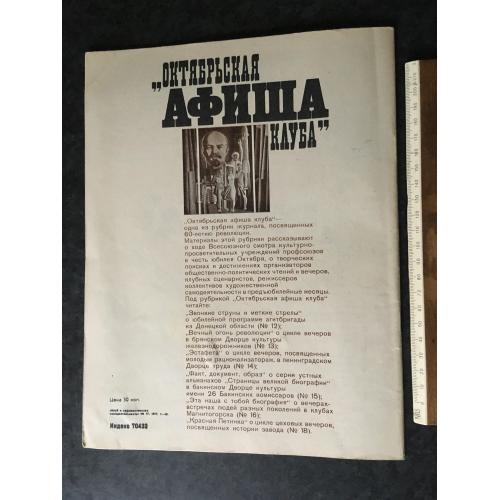 „ОКТЯБРЬСКАЯ
АФИША
КЛУБА”
„Октябрьская афиша клуба“—
одна из рубрик журнала, посвященных
60-летию революции.
Материалы этой рубрики рассказывают
о ходе Всесоюзного смотра культурно-
просветительных учреждений профсоюзов
в честь юбилея Октября, о творческих
поисках и достижениях организаторов
общественно-политических чтений и вечеров,
клубных сценаристов, режиссеров
коллективов художественной
самодеятельности в предъюбилейные месяцы.
Под рубрикой „Октябрьская афиша клуба“
читайте:
„Звонкие струны и меткие стрелы“
о юбилейной программе агитбригады
из Донецкой области (№ 12);
„Вечный огонь революции“ о цикле вечеров
в брянском Дворце культуры
железнодорожников (№ 13);
„Эстафета“ о цикле вечеров, посвященных
молодым рационализаторам, в ленинградском
Дворце труда (№ 14);
„Факт, документ, образ“ о серии устных
альманахов „Страницы великой биографии“
в бакинском Дворце культуры
имени 26 Бакинских комиссаров (№ 15);
„Эта наша с тобой биография“ о вечерах-
встречах людей разных поколений в клубах
Магнитогорска (№ 16);
„Красная Летничка“ о цикле цеховых вечеров,
посвященных истории завода (№ 18).
Цена 30 коп.
Индекс 70433